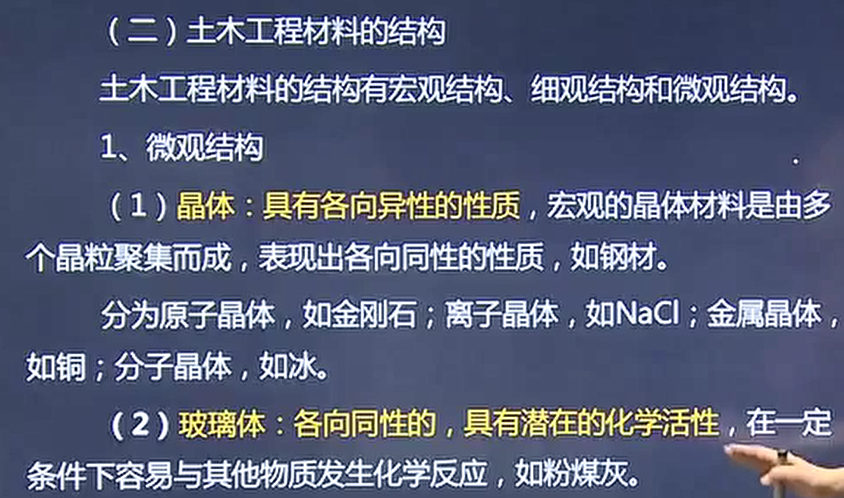 （二）土木工程材料的结构
土木工程材料的结构有宏观结构、细观结构和微观结构。
1、微观结构
（1）晶体：具有各向异性的性质，宏观的晶体材料是由多
个晶粒聚集而成，表现出各向同性的性质，如钢材。
分为原子晶体，如金刚石；离子晶体，如NaCl；金属晶体，
如铜；分子晶体，如冰。
（2）玻璃体：各向同性的，具有潜在的化学活性，在一定
条件下容易与其他物质发生化学反应，如粉煤灰。